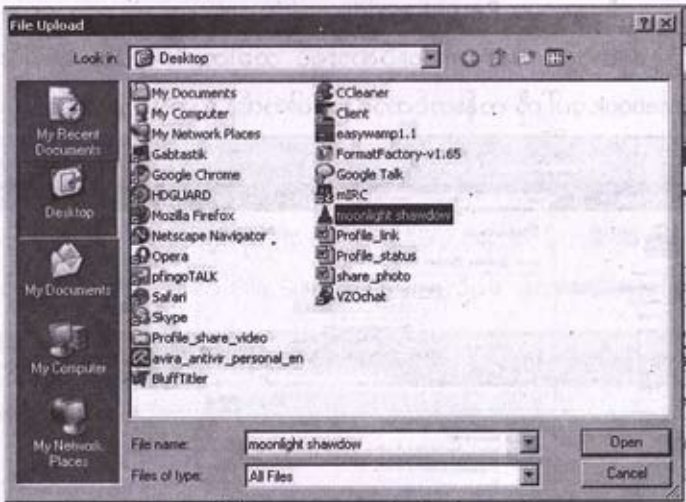 File Upload
Look in:
Desktop
My Recent
Documents
Desktop
My Documents
My Computer
My Network
Places
My Documents
My Computer
My Network Places
Gabtastik
Google Chrome
HDGUARD
Mozilla Firefox
Netscape Navigator
Opera
pfingoTALK
Safari
Skype
Profile_share_video
avira_antivir_personal_en
BluffTitler
CCleaner
Client
easywamp1.1
FormatFactory-v1.65
Google Talk
mIRC
moonlight shawdow
Profile_link
Profile_status
share_photo
VZOchat
File name:
moonlight shawdow
Open
Files of type:
All Files
Cancel